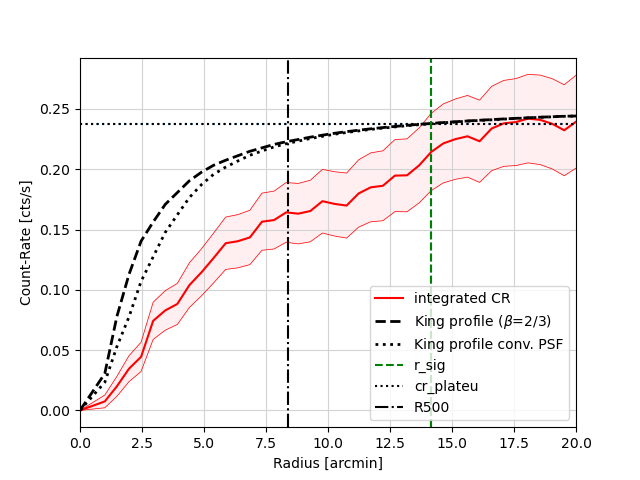 Count-Rate [cts/s]
0.25
0.20
0.15
0.10
0.05
0.00
integrated CR
King profile (β=2/3)
King profile conv. PSF
r_sig
cr_plateu
R500
0.0 2.5 5.0 7.5 10.0 12.5 15.0 17.5 20.0
Radius [arcmin]